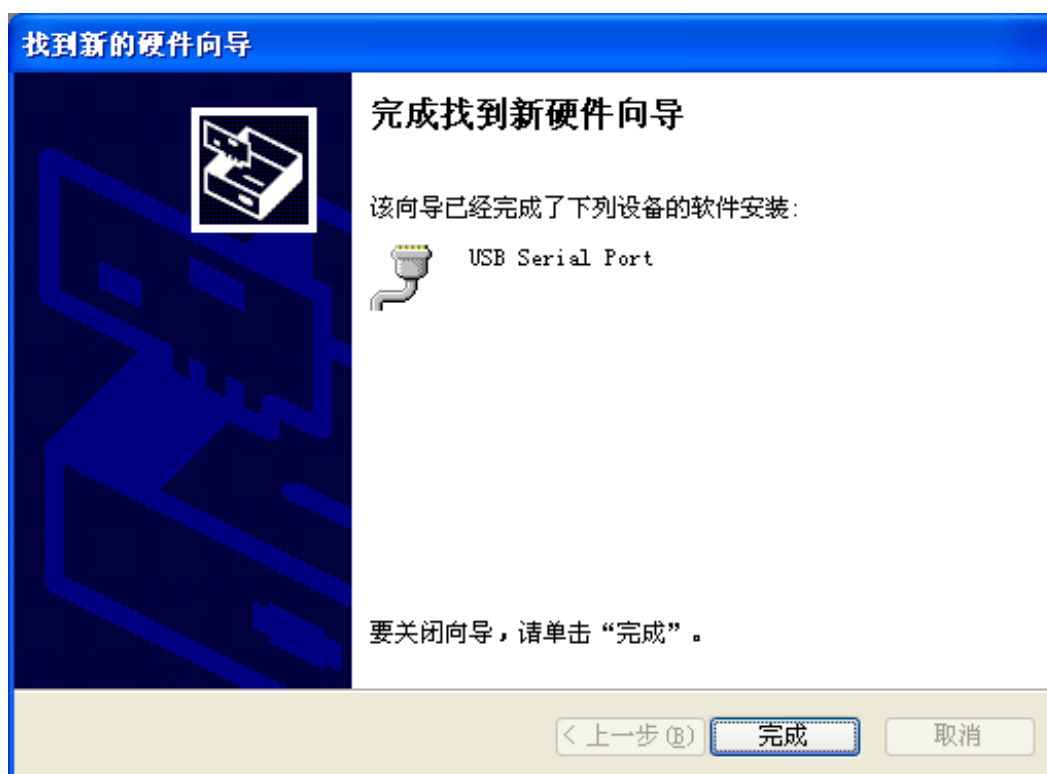 找到新的硬件向导
完成找到新硬件向导
该向导已经完成了下列设备的软件安装:
USB Serial Port
要关闭向导，请单击“完成”。
< 上一步(B)
完成
取消